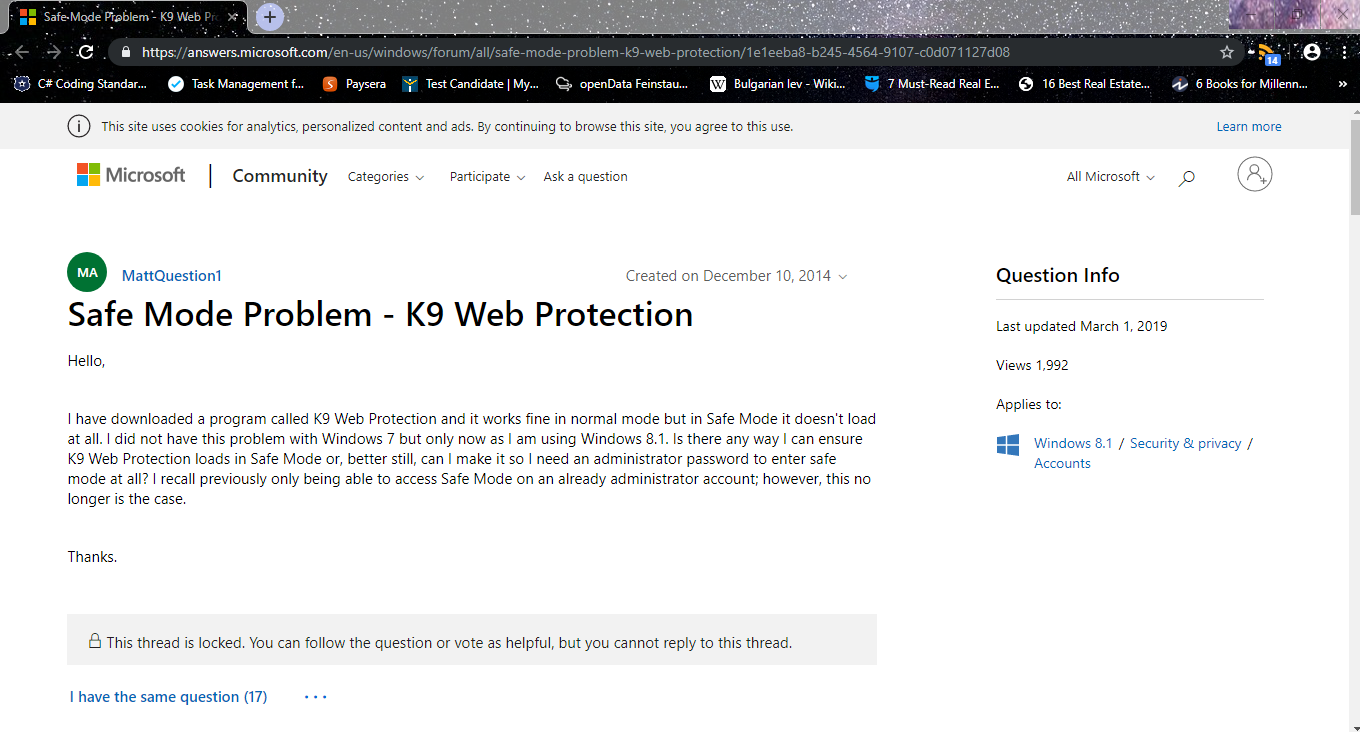 Safe Mode Problem - K9 Web Pr
https://answers.microsoft.com/en-us/windows/forum/all/safe-mode-problem-k9-web-protection/1e1eeba8-b245-4564-9107-c0d071127d08
14
C# Coding Standar... Task Management f... Paysera Test Candidate | My... openData Feinstau... Bulgarian lev - Wiki... 7 Must-Read Real E... 16 Best Real Estate... 6 Books for Millenn... »
This site uses cookies for analytics, personalized content and ads. By continuing to browse this site, you agree to this use. Learn more
Microsoft | Community Categories Participate Ask a question All Microsoft
MA MattQuestion1 Created on December 10, 2014
Safe Mode Problem - K9 Web Protection
Hello,
I have downloaded a program called K9 Web Protection and it works fine in normal mode but in Safe Mode it doesn't load
at all. I did not have this problem with Windows 7 but only now as I am using Windows 8.1. Is there any way I can ensure
K9 Web Protection loads in Safe Mode or, better still, can I make it so I need an administrator password to enter safe
mode at all? I recall previously only being able to access Safe Mode on an already administrator account; however, this no
longer is the case.
Thanks.
This thread is locked. You can follow the question or vote as helpful, but you cannot reply to this thread.
I have the same question (17) ...
Question Info
Last updated March 1, 2019
Views 1,992
Applies to:
Windows 8.1 / Security & privacy /
Accounts